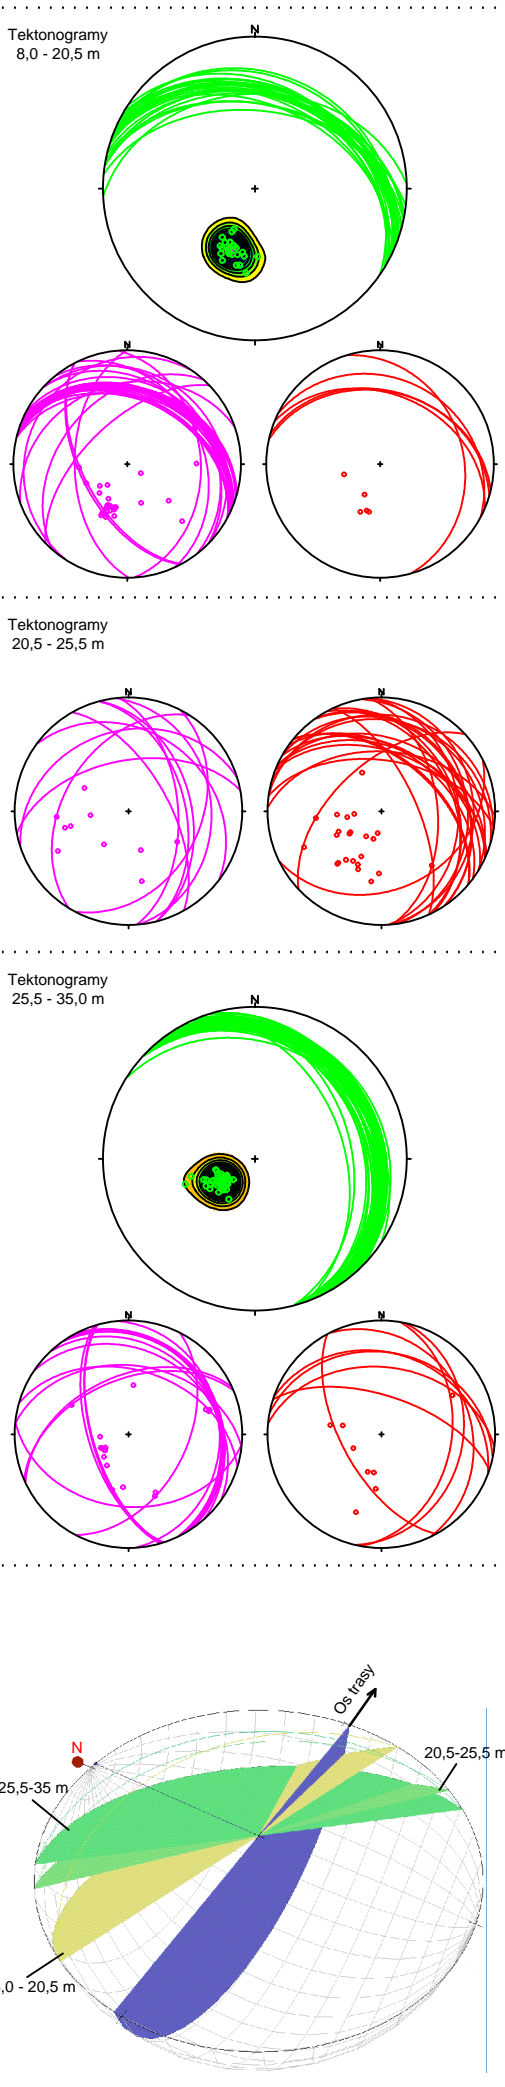 Tektonogramy
8,0 - 20,5 m
N
N
N
Tektonogramy
20,5 - 25,5 m
N
N
Tektonogramy
25,5 - 35,0 m
N
N
N
Os trasy
N
20,5-25,5 m
25,5-35 m
,0 - 20,5 m